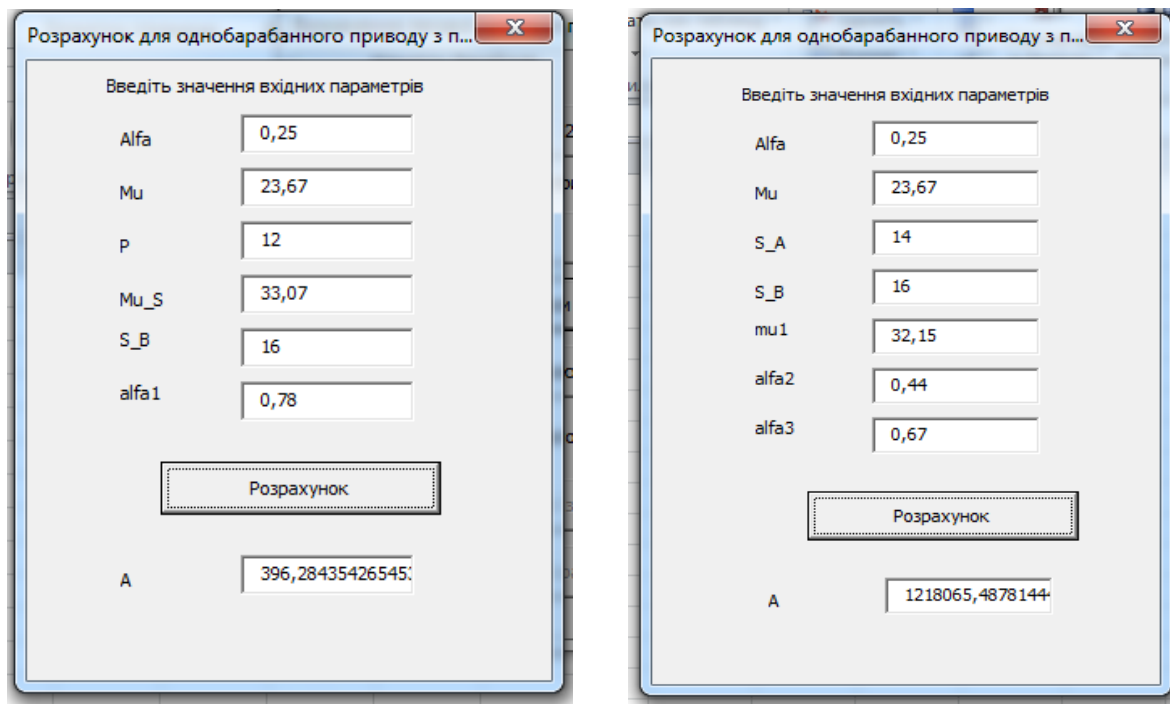 Розрахунок для однобарабанного приводу з п...
Введіть значення вхідних параметрів
Alfa 0,25
Mu 23,67
P 12
Mu_S 33,07
S_B 16
alfa1 0,78
Розрахунок
A 396,284354265453
Розрахунок для однобарабанного приводу з п...
Введіть значення вхідних параметрів
Alfa 0,25
Mu 23,67
S_A 14
S_B 16
mu1 32,15
alfa2 0,44
alfa3 0,67
Розрахунок
A 1218065,48781444